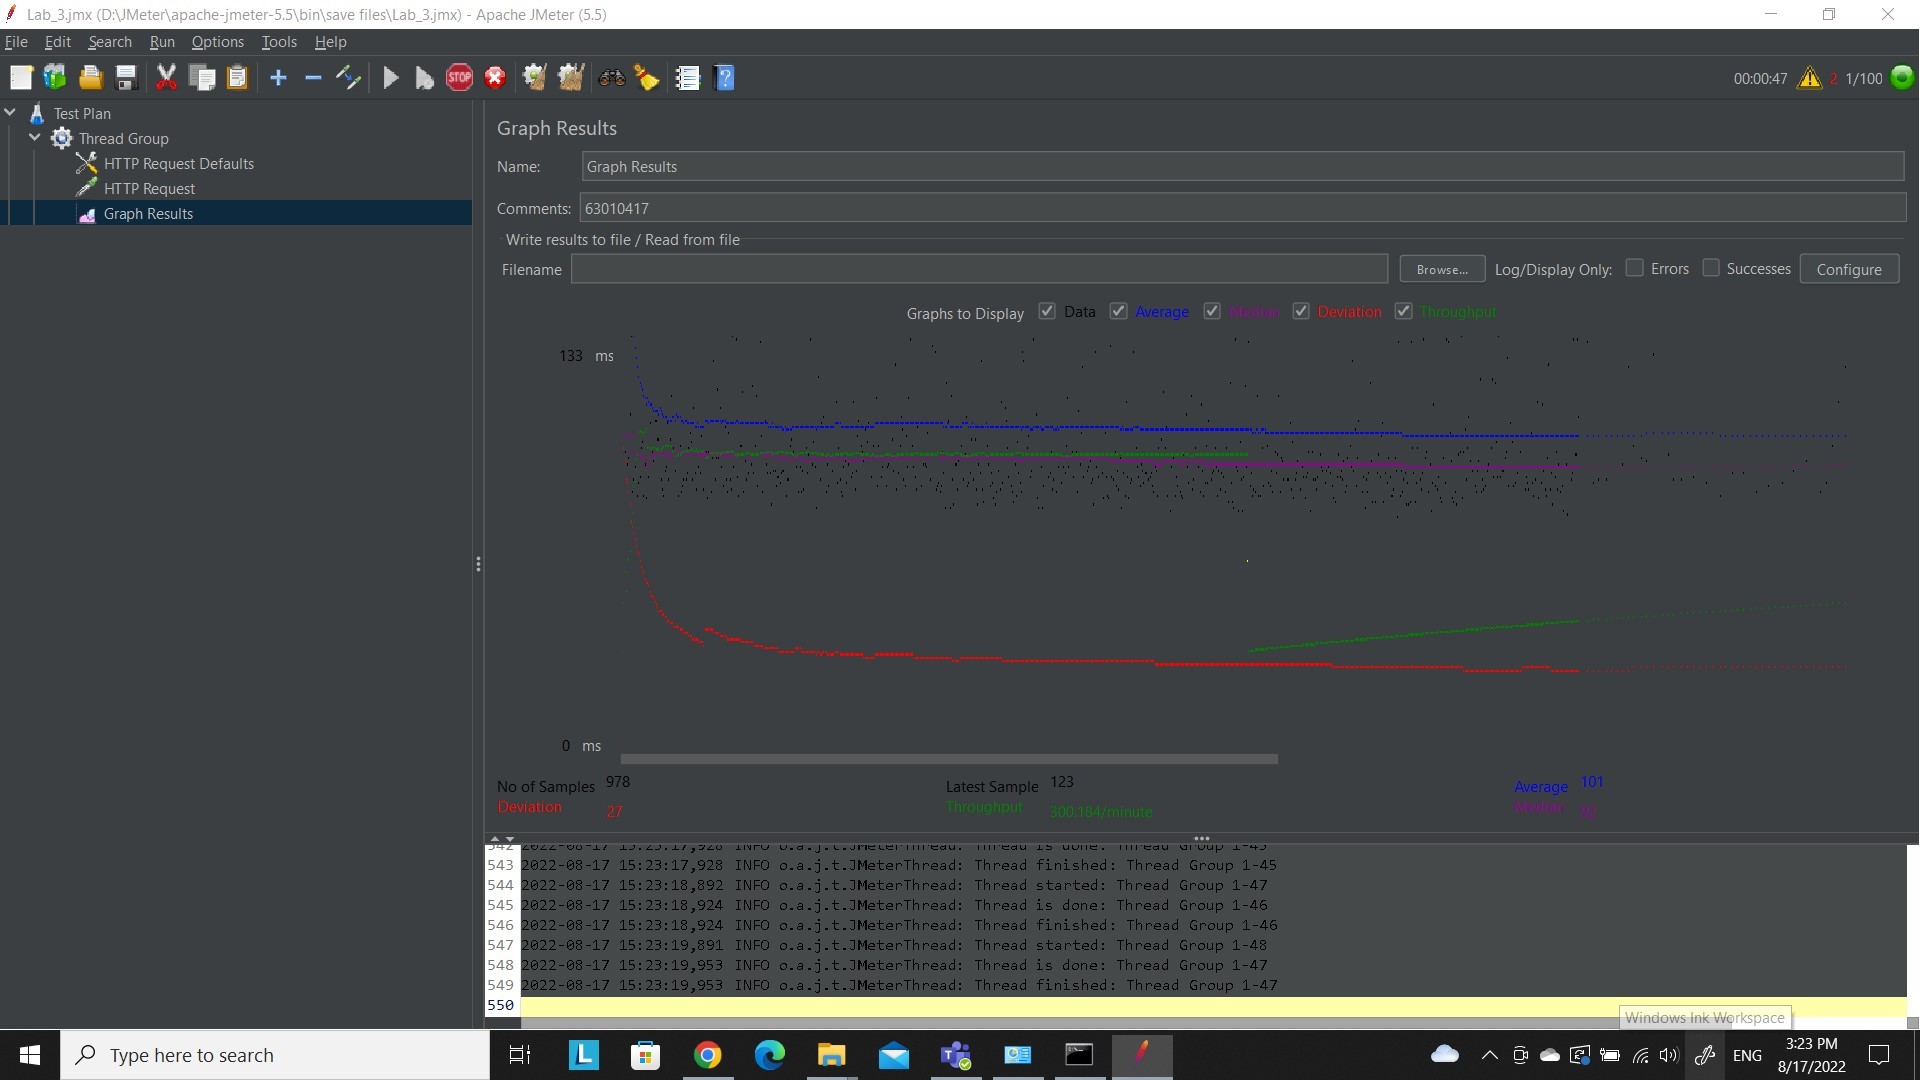 Lab_3.jmx (D:\JMeter\apache-jmeter-5.5\bin\save files\Lab_3.jmx) - Apache JMeter (5.5)
File Edit Search Run Options Tools Help
STOP
00:00:47 2 1/100
Test Plan
Thread Group
HTTP Request Defaults
HTTP Request
Graph Results
Graph Results
Name: Graph Results
Comments: 63010417
Write results to file / Read from file
Filename Browse... Log/Display Only: Errors Successes Configure
Graphs to Display Data Average Median Deviation Throughput
133 ms
0 ms
No of Samples 978 Latest Sample 123 Average 101
Deviation 27 Throughput 300.184/minute Median
542 2022-08-17 15:23:17,928 INFO o.a.j.t.JMeterThread: Thread is done: Thread Group 1-45
543 2022-08-17 15:23:17,928 INFO o.a.j.t.JMeterThread: Thread finished: Thread Group 1-45
544 2022-08-17 15:23:18,892 INFO o.a.j.t.JMeterThread: Thread started: Thread Group 1-47
545 2022-08-17 15:23:18,924 INFO o.a.j.t.JMeterThread: Thread is done: Thread Group 1-46
546 2022-08-17 15:23:18,924 INFO o.a.j.t.JMeterThread: Thread finished: Thread Group 1-46
547 2022-08-17 15:23:19,891 INFO o.a.j.t.JMeterThread: Thread started: Thread Group 1-48
548 2022-08-17 15:23:19,953 INFO o.a.j.t.JMeterThread: Thread is done: Thread Group 1-47
549 2022-08-17 15:23:19,953 INFO o.a.j.t.JMeterThread: Thread finished: Thread Group 1-47
550
Windows Ink Workspace
Type here to search
L
ENG
3:23 PM
8/17/2022